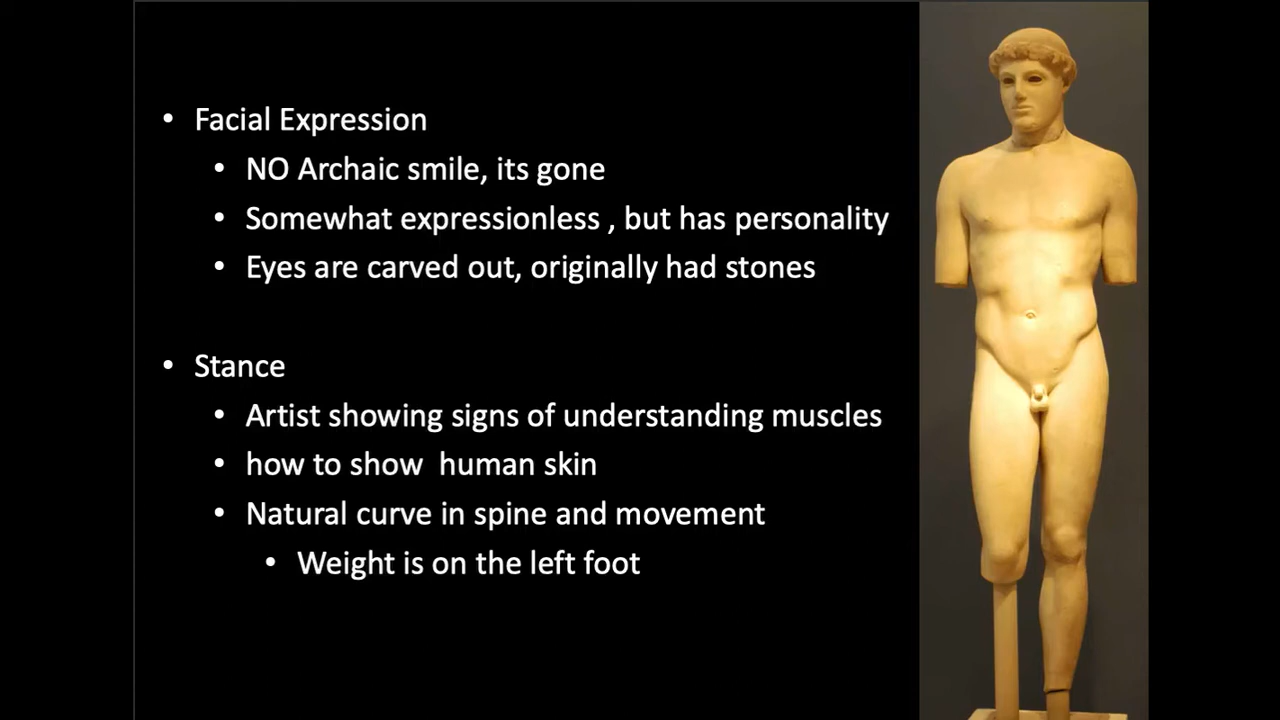 • Facial Expression
• NO Archaic smile, its gone
• Somewhat expressionless , but has personality
• Eyes are carved out, originally had stones
• Stance
• Artist showing signs of understanding muscles
• how to show  human skin
• Natural curve in spine and movement
• Weight is on the left foot